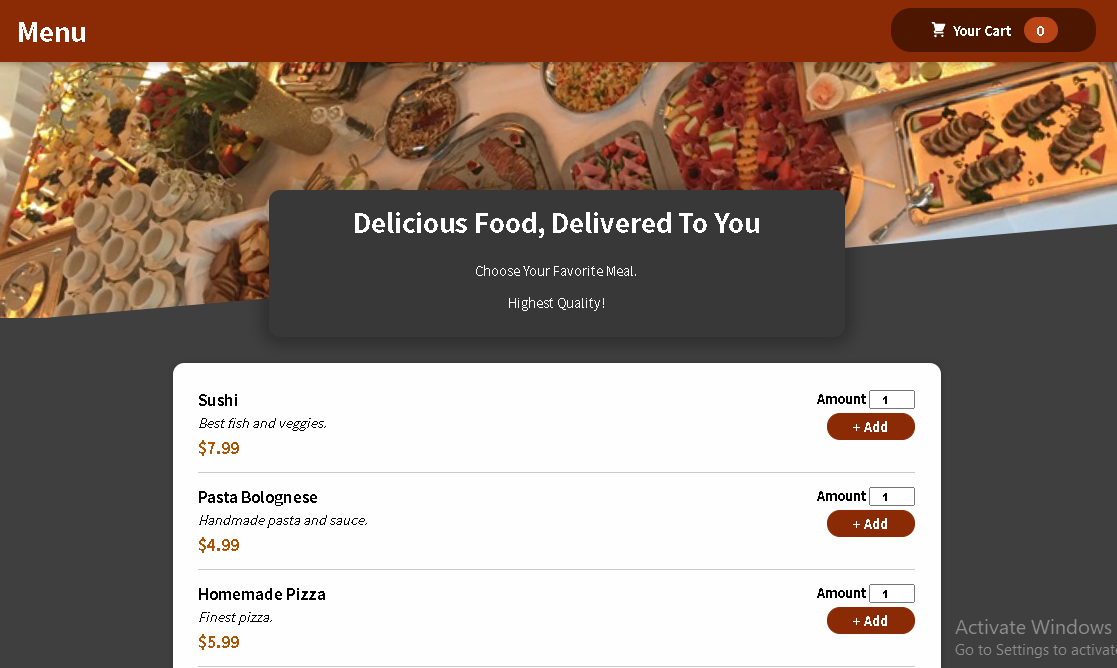 Menu
Your Cart 0
Delicious Food, Delivered To You
Choose Your Favorite Meal.
Highest Quality!
Sushi
Best fish and veggies.
$7.99
Amount 1
+ Add
Pasta Bolognese
Handmade pasta and sauce.
$4.99
Amount 1
+ Add
Homemade Pizza
Finest pizza.
$5.99
Amount 1
+ Add
Activate Windows
Go to Settings to activat